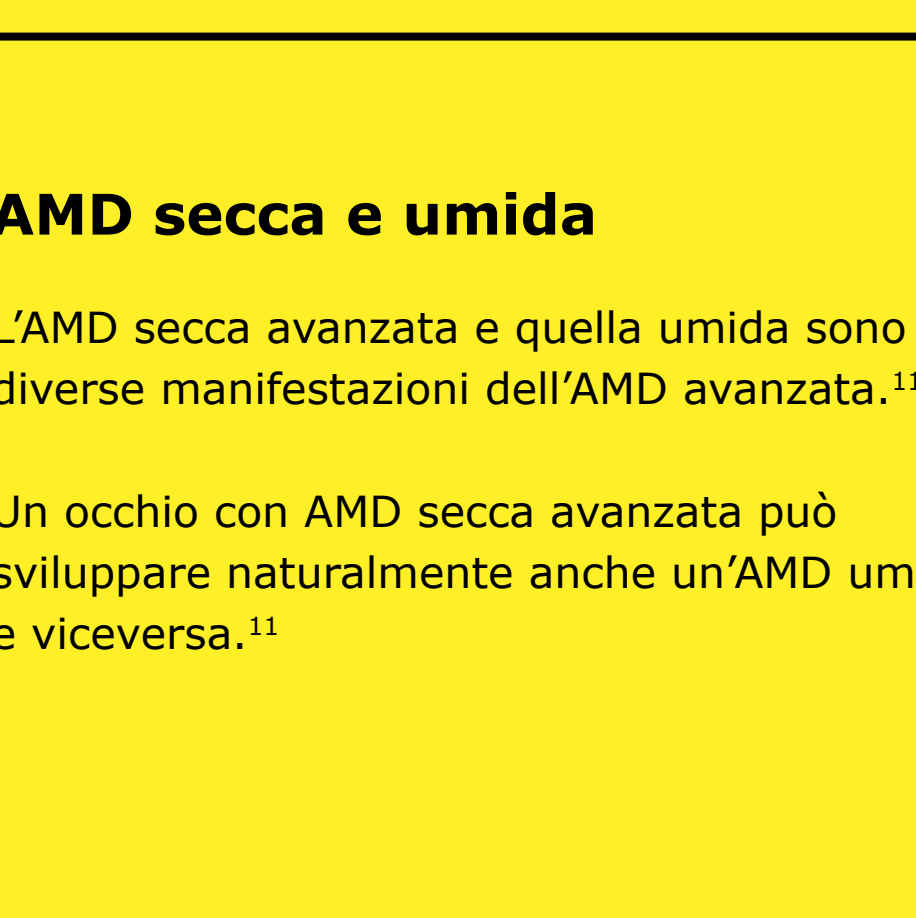 AMD secca e umida
L’AMD secca avanzata e quella umida sono
diverse manifestazioni dell’AMD avanzata.¹¹
Un occhio con AMD secca avanzata può
sviluppare naturalmente anche un’AMD um
e viceversa.¹¹